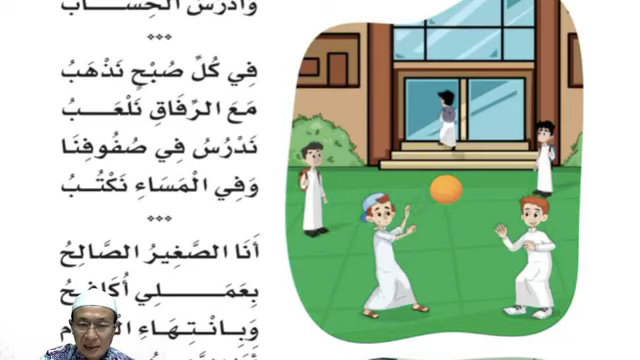 وَأَدْرُسُ الْحِسَابُ
***
فِي كُلِّ صُبْحٍ نَذْهَبُ
مَعَ الرِّفَاقِ نَلْعَبُ
نَدْرُسُ فِي صُفُوفِنَا
وَفِي الْمَسَاءِ نَكْتُبُ
***
أَنَا الصَّغِيرُ الصَّالِحُ
بِعَمَلِي أُكَافِحُ
وَبِانْتِهَاءِ